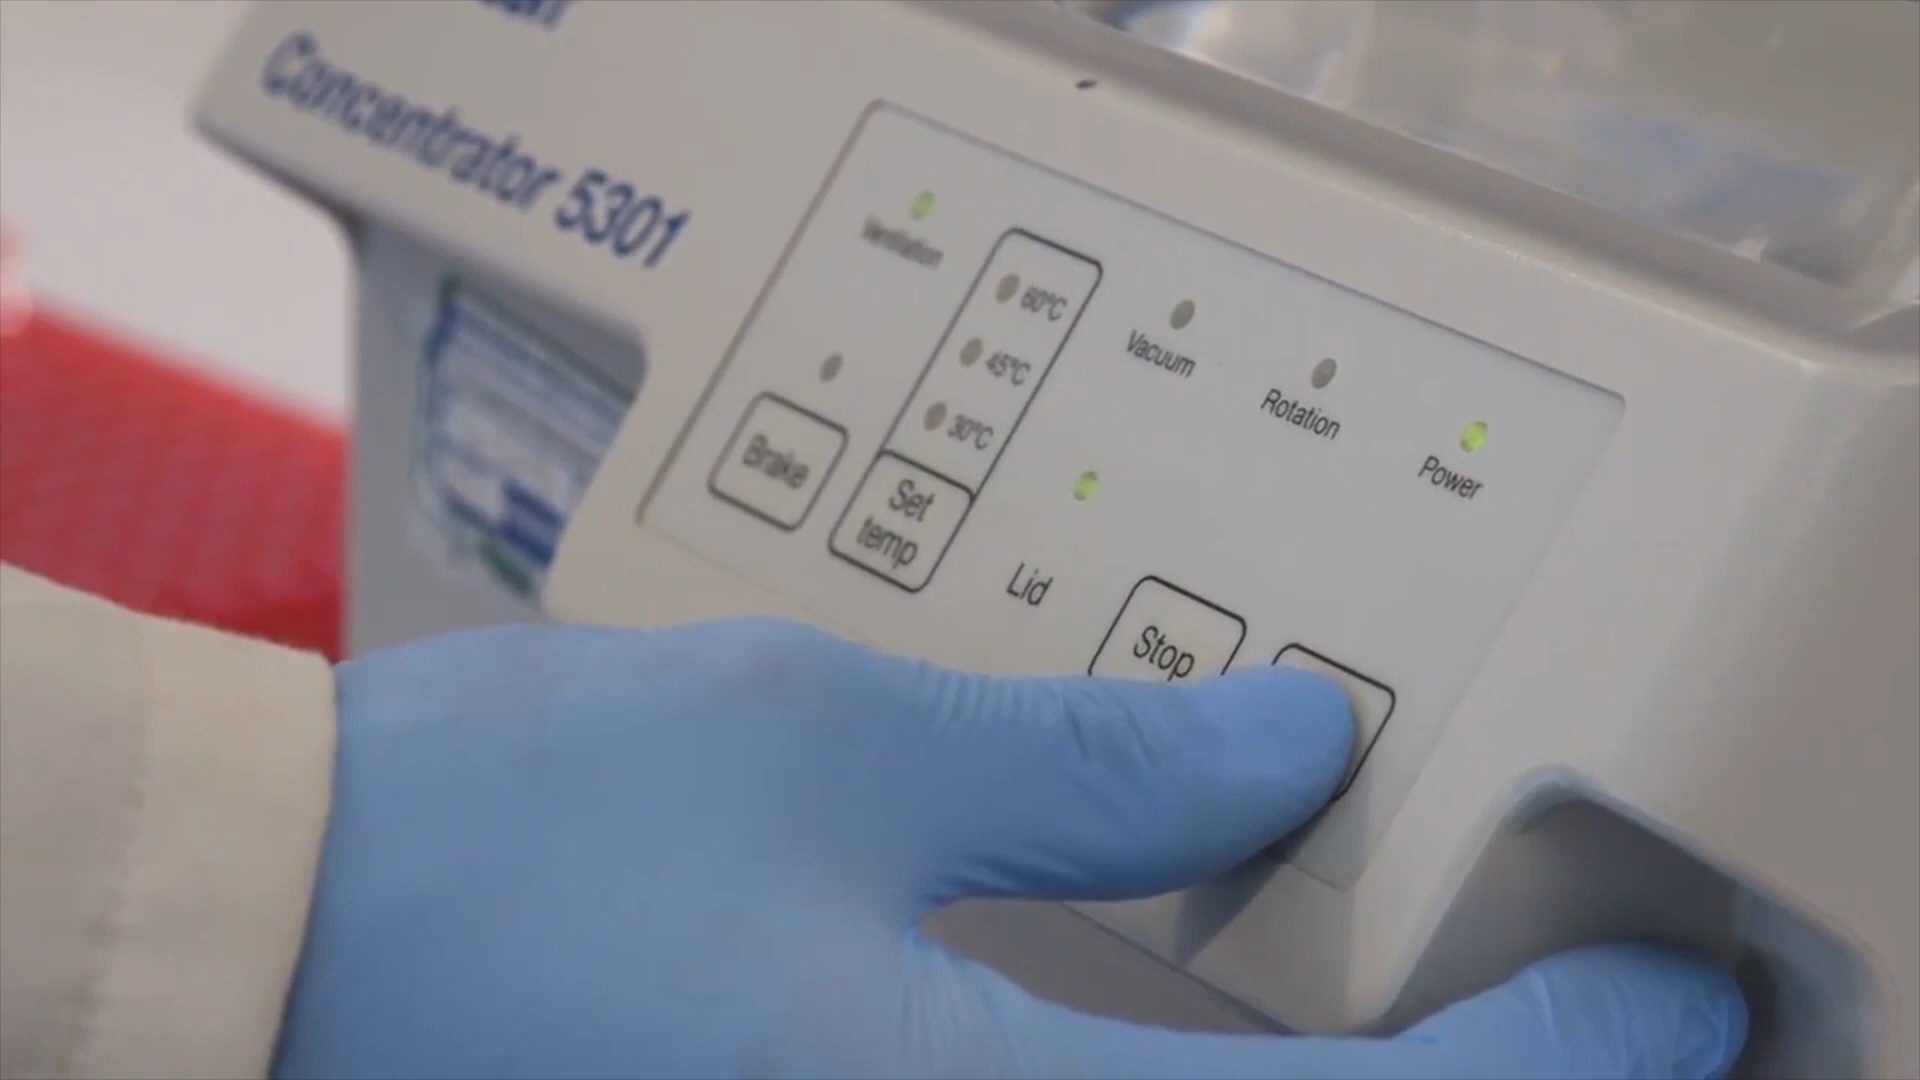 Concentrator 5301
Ventilation
60°C
45°C
30°C
Vacuum
Rotation
Power
Brake
Set
temp
Lid
Stop